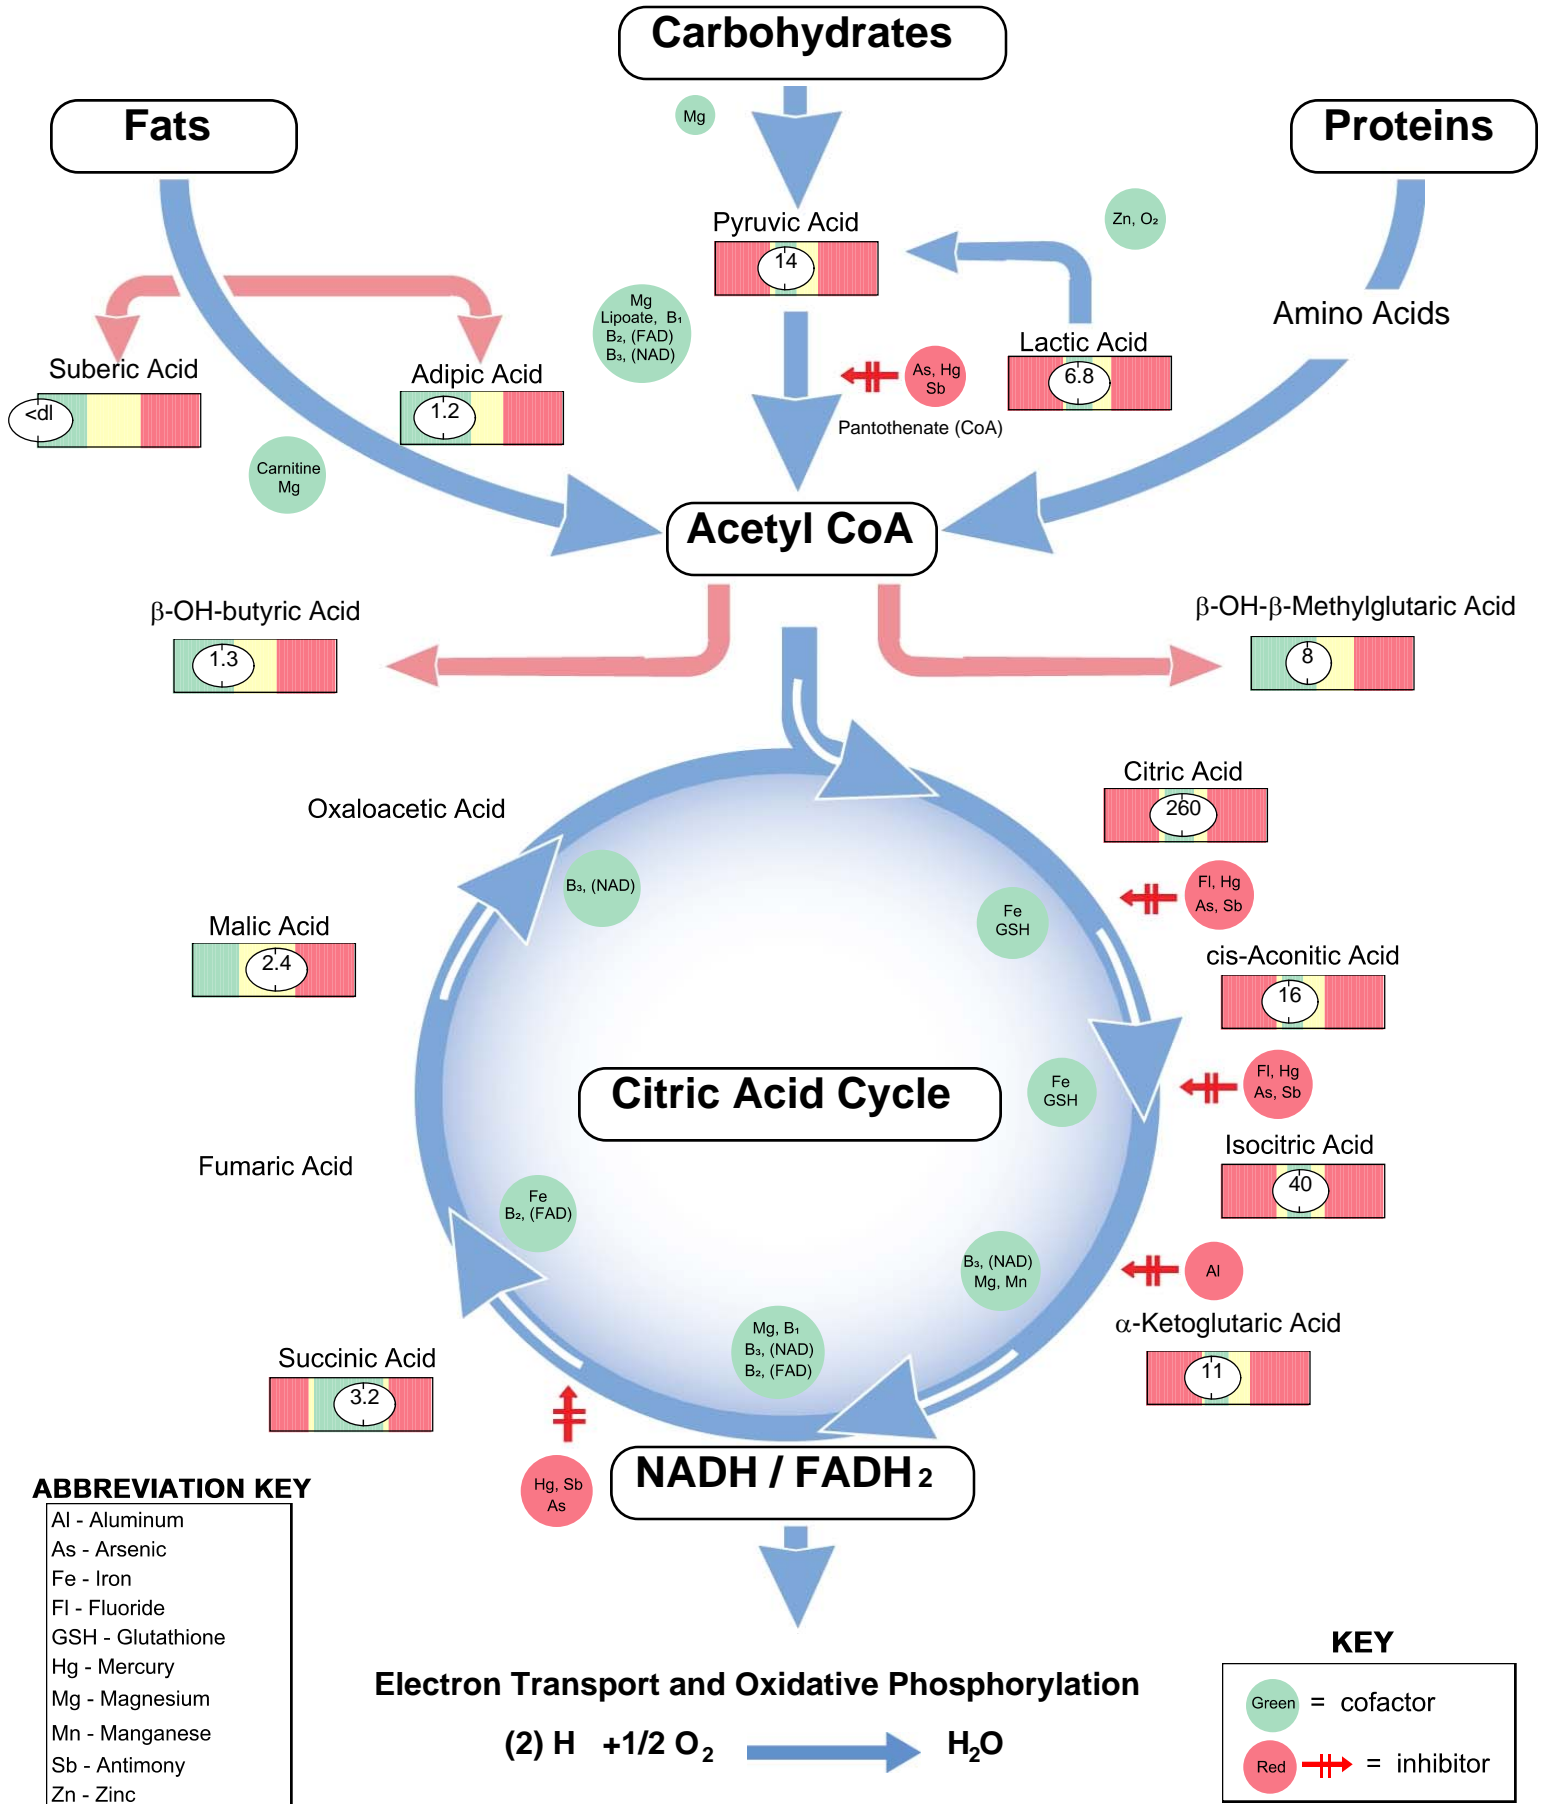 Carbohydrates
Fats
Proteins
Mg
Zn, O₂
Pyruvic Acid
14
Mg
Lipoate, B₁
B₂, (FAD)
B₃, (NAD)
Amino Acids
Lactic Acid
6.8
As, Hg
Sb
Pantothenate (CoA)
Suberic Acid
<dl
Adipic Acid
1.2
Carnitine
Mg
Acetyl CoA
β-OH-butyric Acid
1.3
β-OH-β-Methylglutaric Acid
8
Citric Acid
260
Oxaloacetic Acid
B₃, (NAD)
Fl, Hg
As, Sb
Fe
GSH
Malic Acid
2.4
cis-Aconitic Acid
16
Citric Acid Cycle
Fe
GSH
Fl, Hg
As, Sb
Isocitric Acid
40
Fumaric Acid
Fe
B₂, (FAD)
B₃, (NAD)
Mg, Mn
Al
α-Ketoglutaric Acid
11
Mg, B₁
B₃, (NAD)
B₂, (FAD)
Succinic Acid
3.2
Hg, Sb
As
NADH / FADH₂
ABBREVIATION KEY
Al - Aluminum
As - Arsenic
Fe - Iron
Fl - Fluoride
GSH - Glutathione
Hg - Mercury
Mg - Magnesium
Mn - Manganese
Sb - Antimony
Zn - Zinc
Electron Transport and Oxidative Phosphorylation
(2) H +1/2 O₂ H₂O
KEY
Green = cofactor
Red = inhibitor